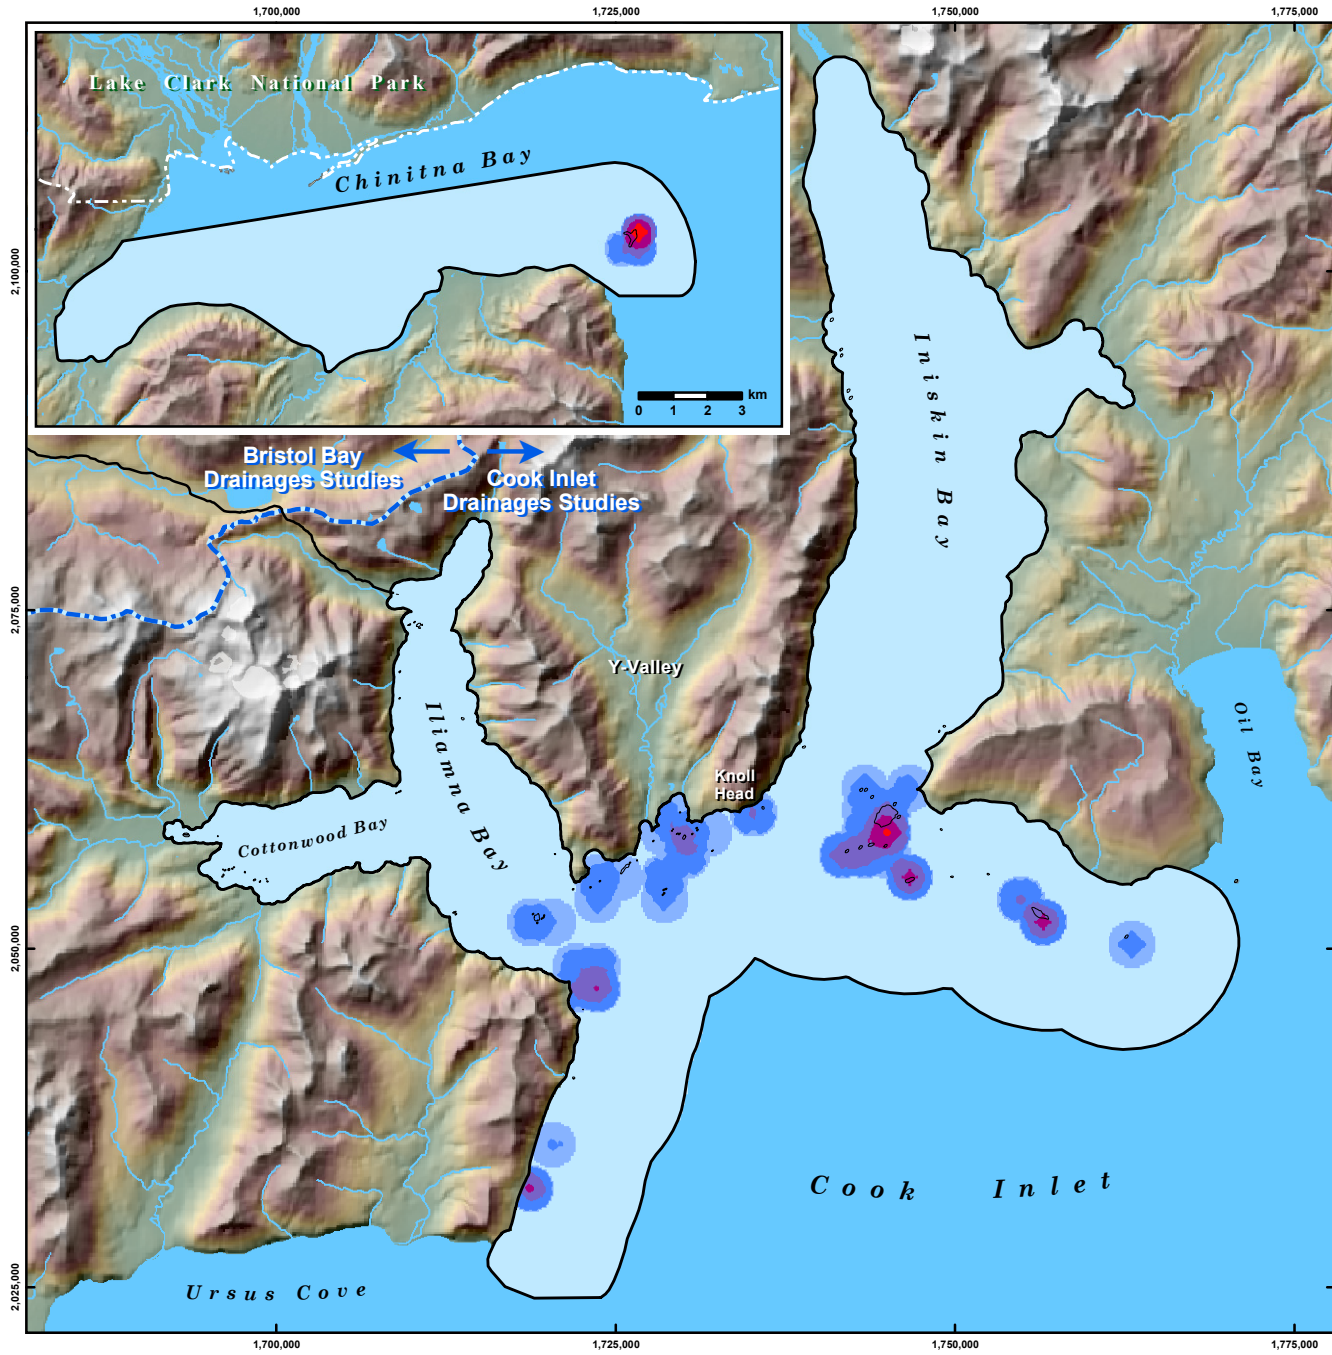 1,700,000 1,725,000 1,750,000 1,775,000
Lake Clark National Park
Chinitna Bay
km
0 1 2 3
2,100,000
Iniskin Bay
Bristol Bay
Drainages Studies
Cook Inlet
Drainages Studies
2,075,000
Y-Valley
Iliamna Bay
Oil Bay
Knoll
Head
Cottonwood Bay
2,050,000
Cook Inlet
Ursus Cove
2,025,000
1,700,000 1,725,000 1,750,000 1,775,000